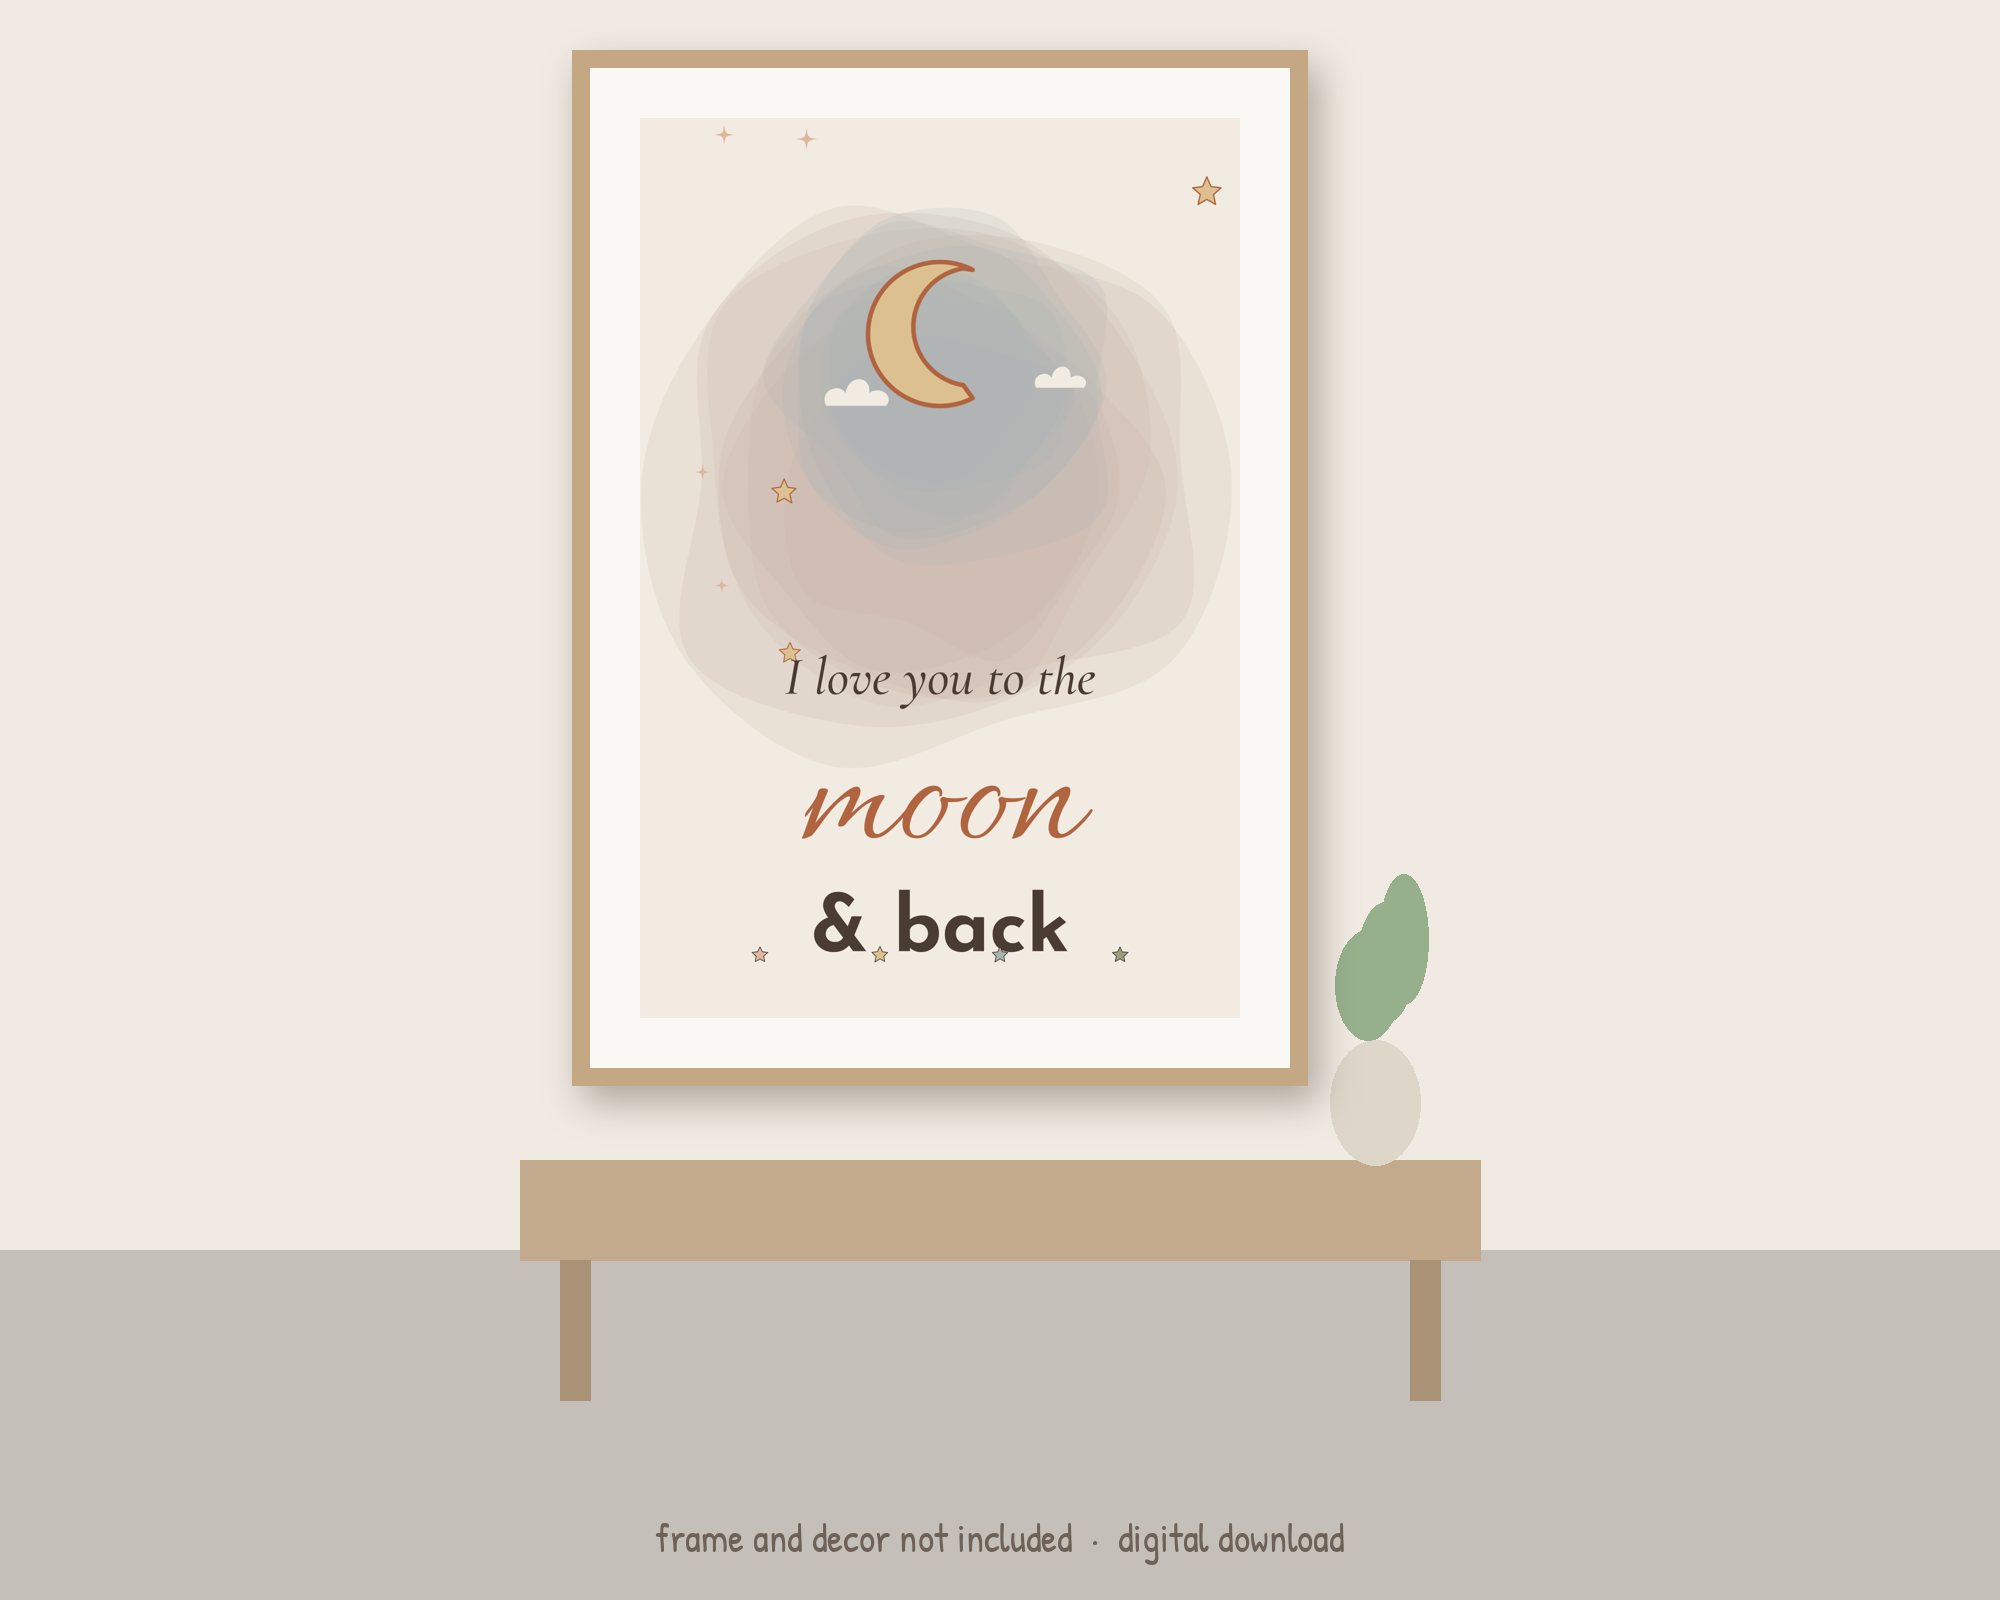 I love you to the
moon
& back
frame and decor not included · digital download